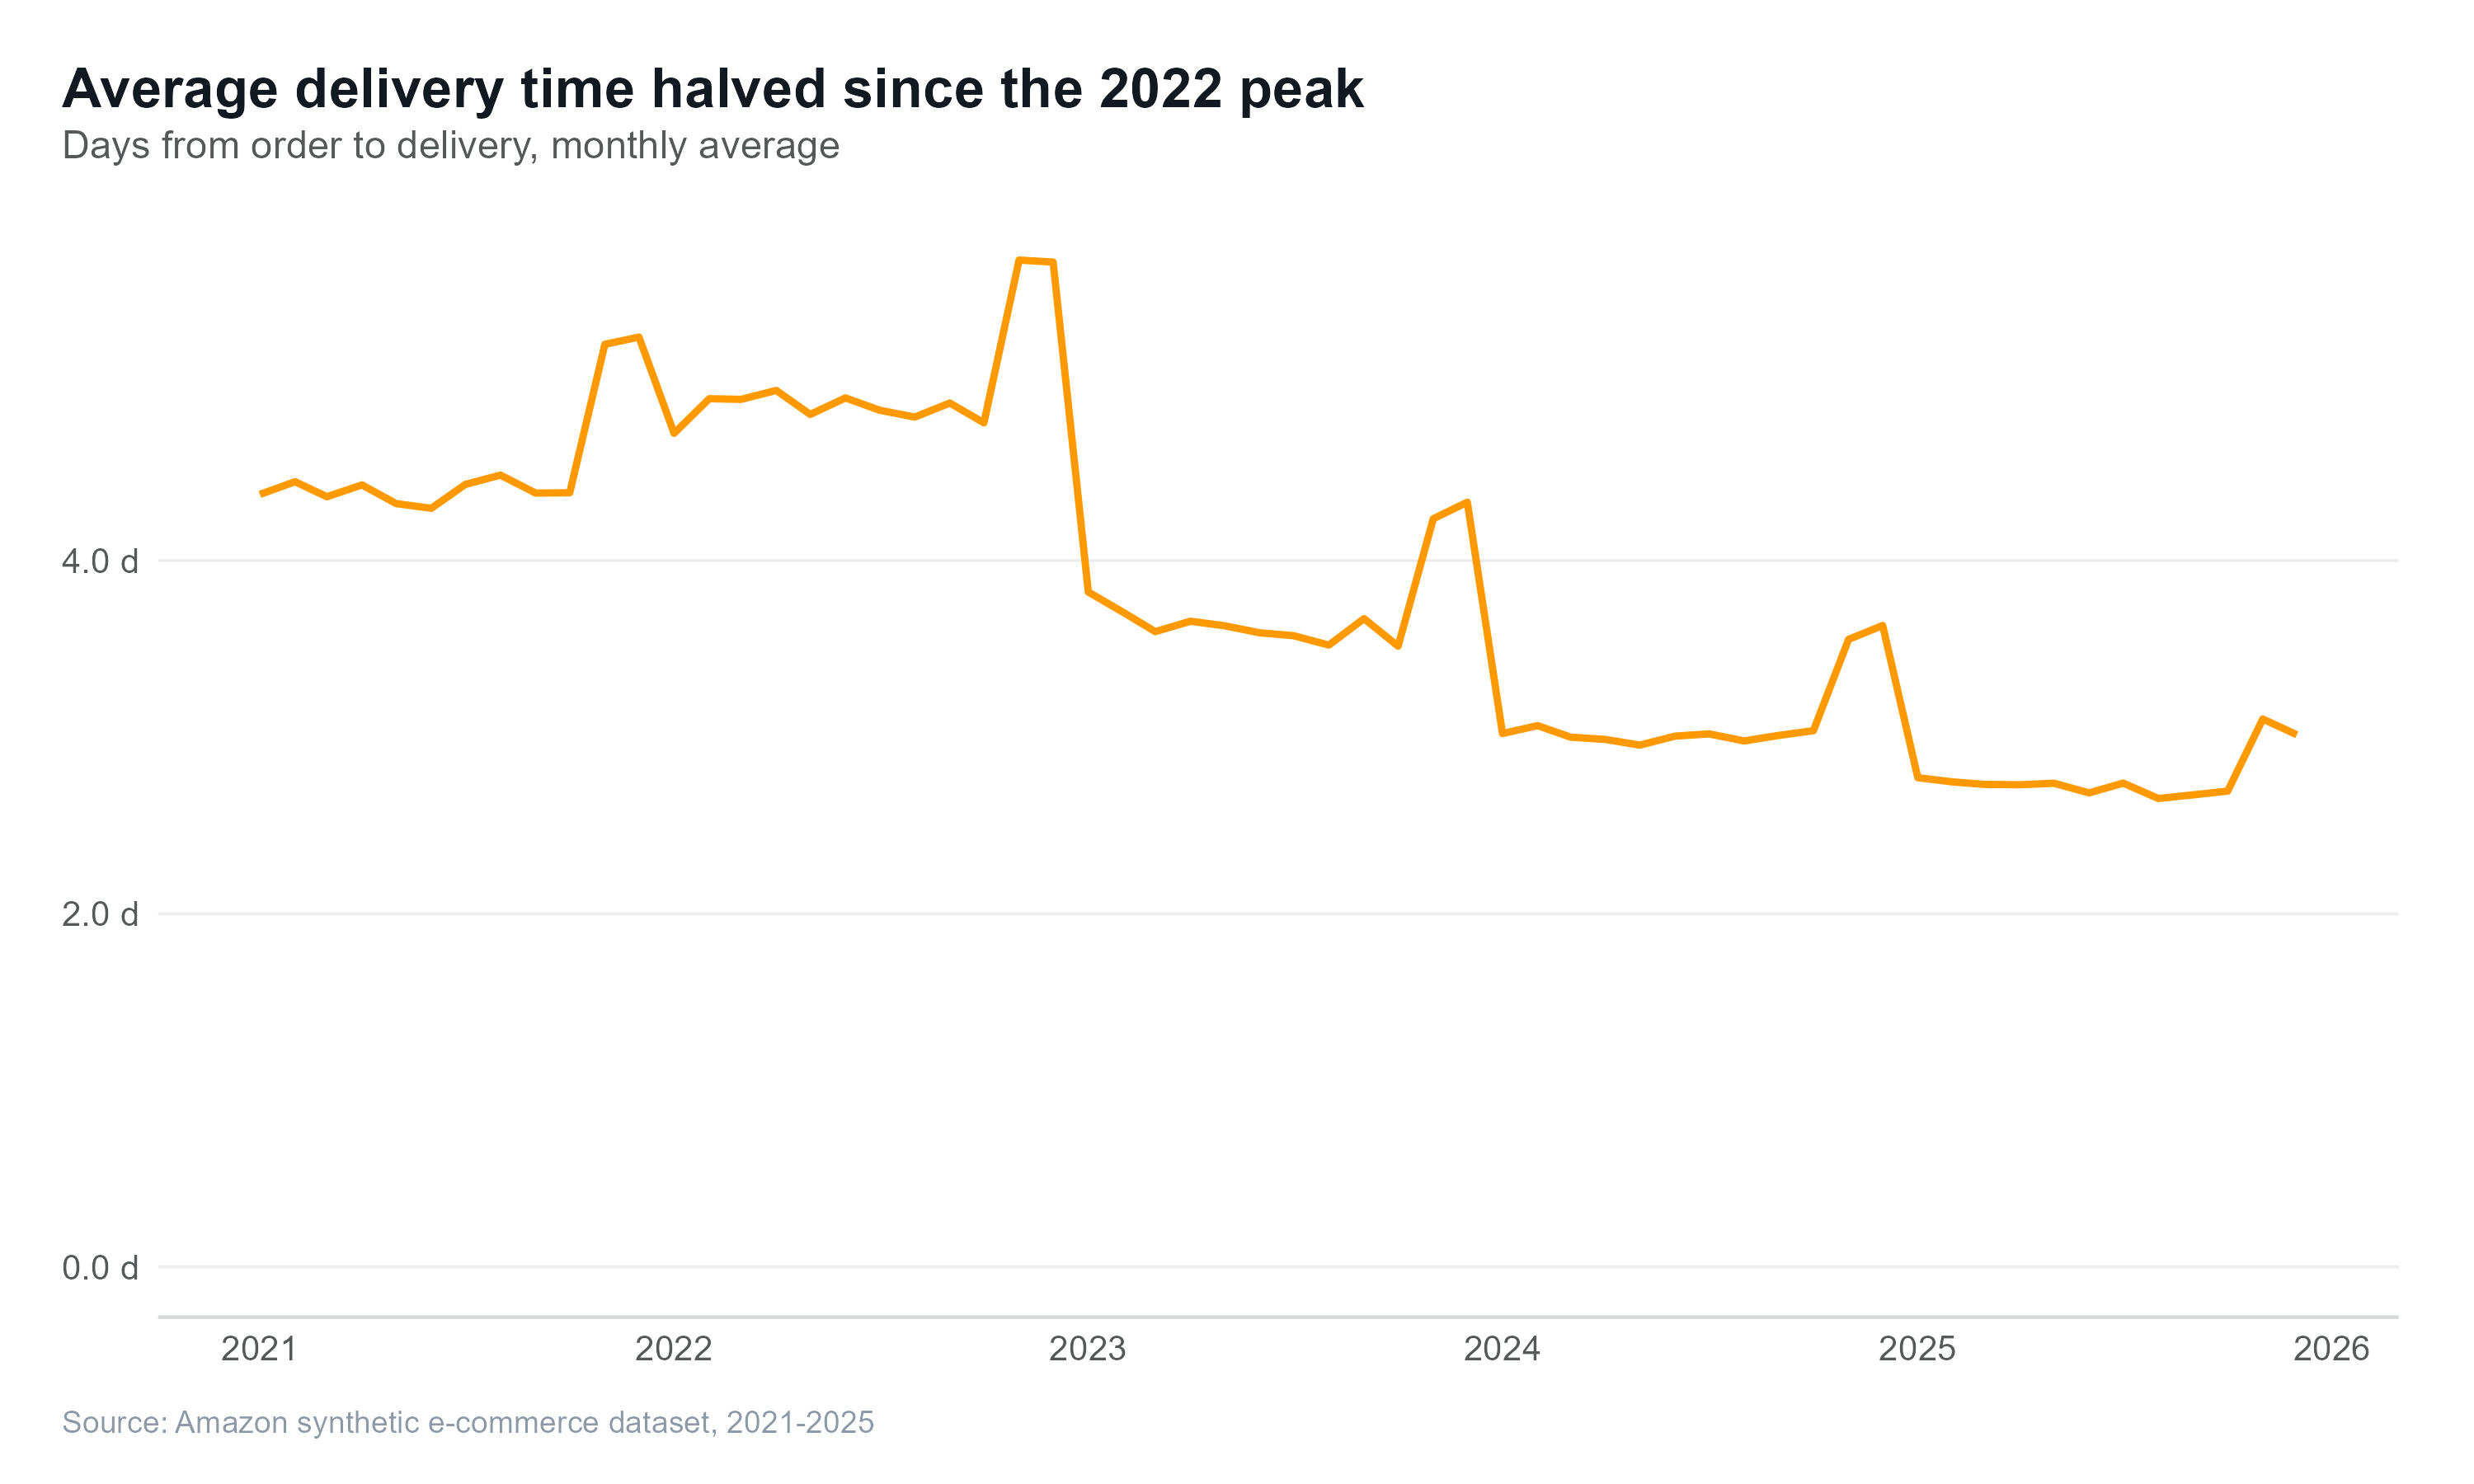 Average delivery time halved since the 2022 peak
Days from order to delivery, monthly average
4.0 d
2.0 d
0.0 d
2021 2022 2023 2024 2025 2026
Source: Amazon synthetic e-commerce dataset, 2021-2025